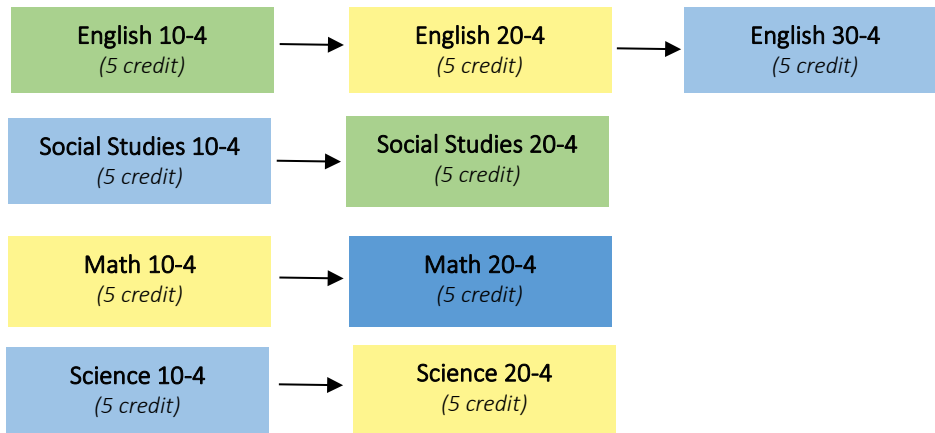 English 10-4
(5 credit)
English 20-4
(5 credit)
English 30-4
(5 credit)
Social Studies 10-4
(5 credit)
Social Studies 20-4
(5 credit)
Math 10-4
(5 credit)
Math 20-4
(5 credit)
Science 10-4
(5 credit)
Science 20-4
(5 credit)